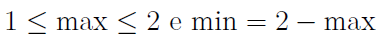 1 ≤ max ≤ 2 e min = 2 − max